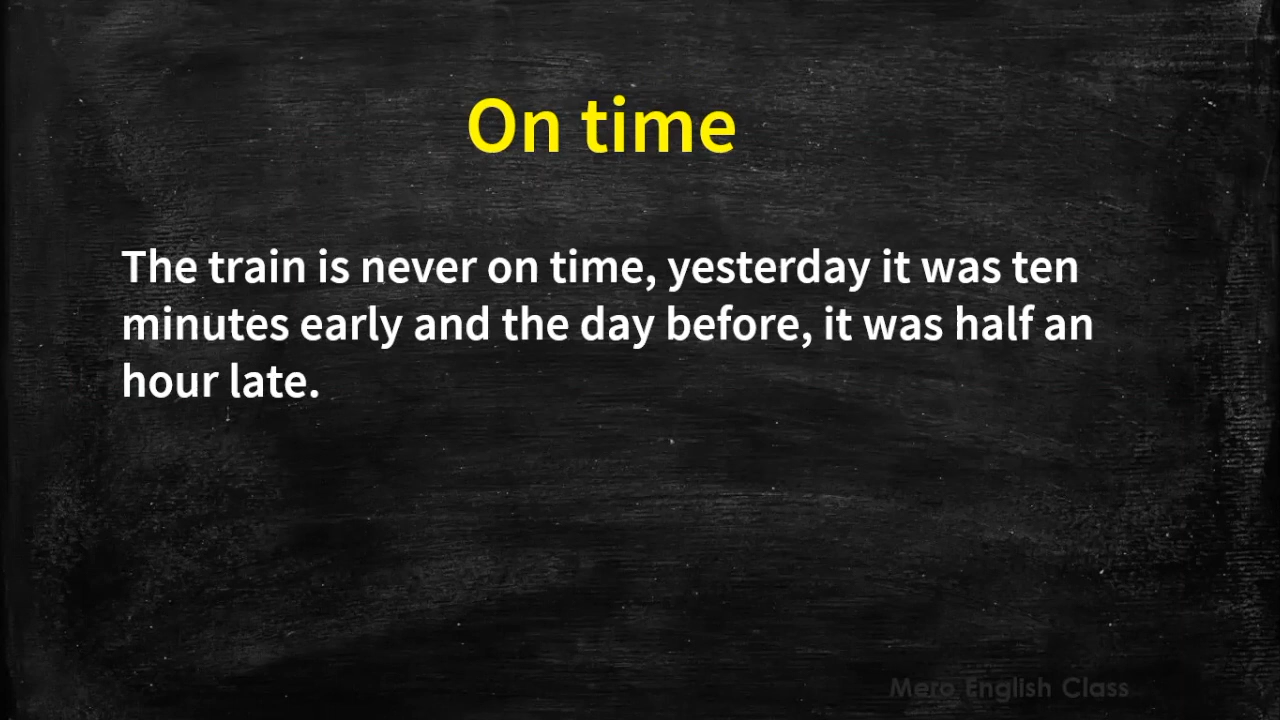 On time
The train is never on time, yesterday it was ten
minutes early and the day before, it was half an
hour late.
Mero English Class